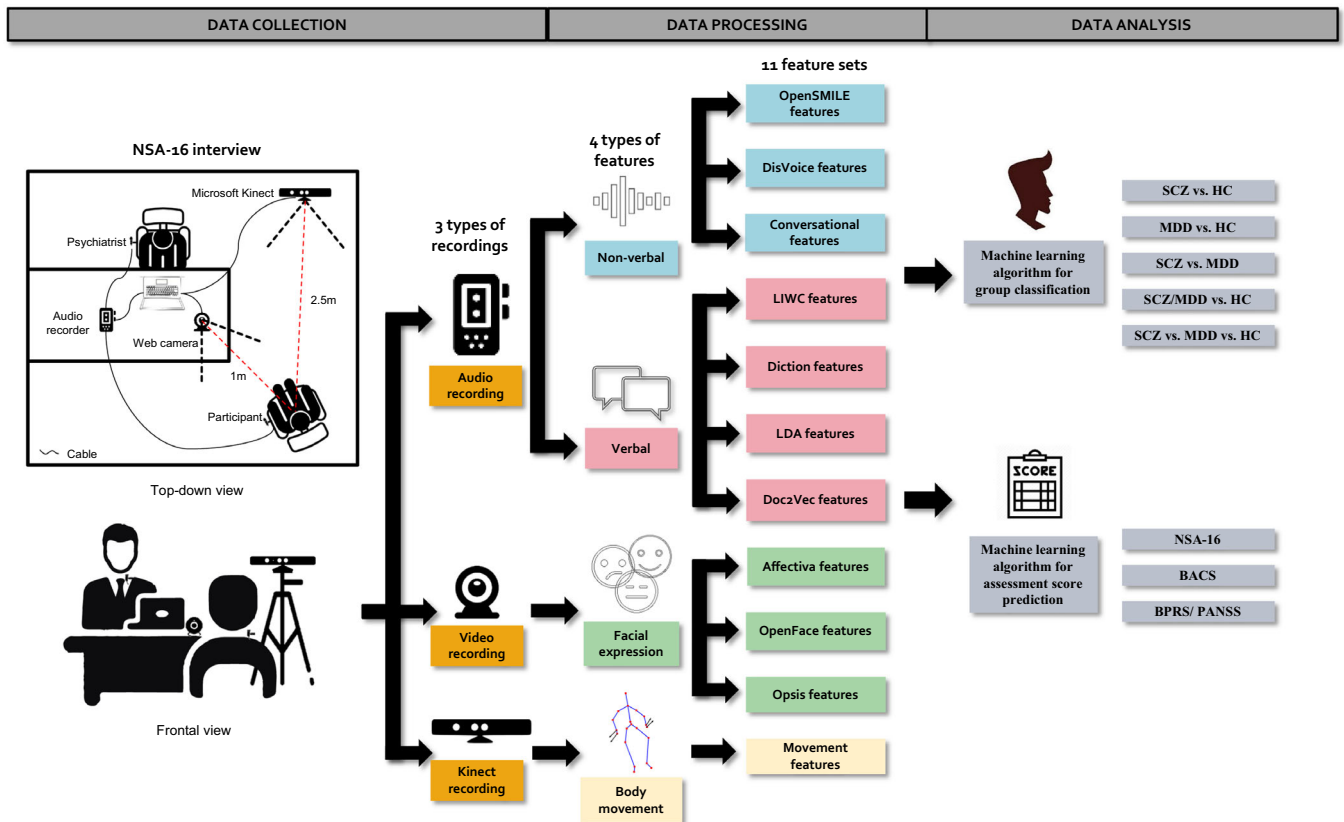 DATA COLLECTION
DATA PROCESSING
DATA ANALYSIS
NSA-16 interview
Microsoft Kinect
Psychiatrist
2.5m
Audio
recorder
Web camera
1m
Participant
Cable
Top-down view
Frontal view
3 types of
recordings
Audio
recording
Video
recording
Kinect
recording
4 types of
features
Non-verbal
Verbal
Facial
expression
Body
movement
11 feature sets
OpenSMILE
features
DisVoice features
Conversational
features
LIWC features
Diction features
LDA features
Doc2Vec features
Affectiva features
OpenFace features
Opsis features
Movement
features
Machine learning
algorithm for
group classification
SCZ vs. HC
MDD vs. HC
SCZ vs. MDD
SCZ/MDD vs. HC
SCZ vs. MDD vs. HC
SCORE
Machine learning
algorithm for
assessment score
prediction
NSA-16
BACS
BPRS/ PANSS